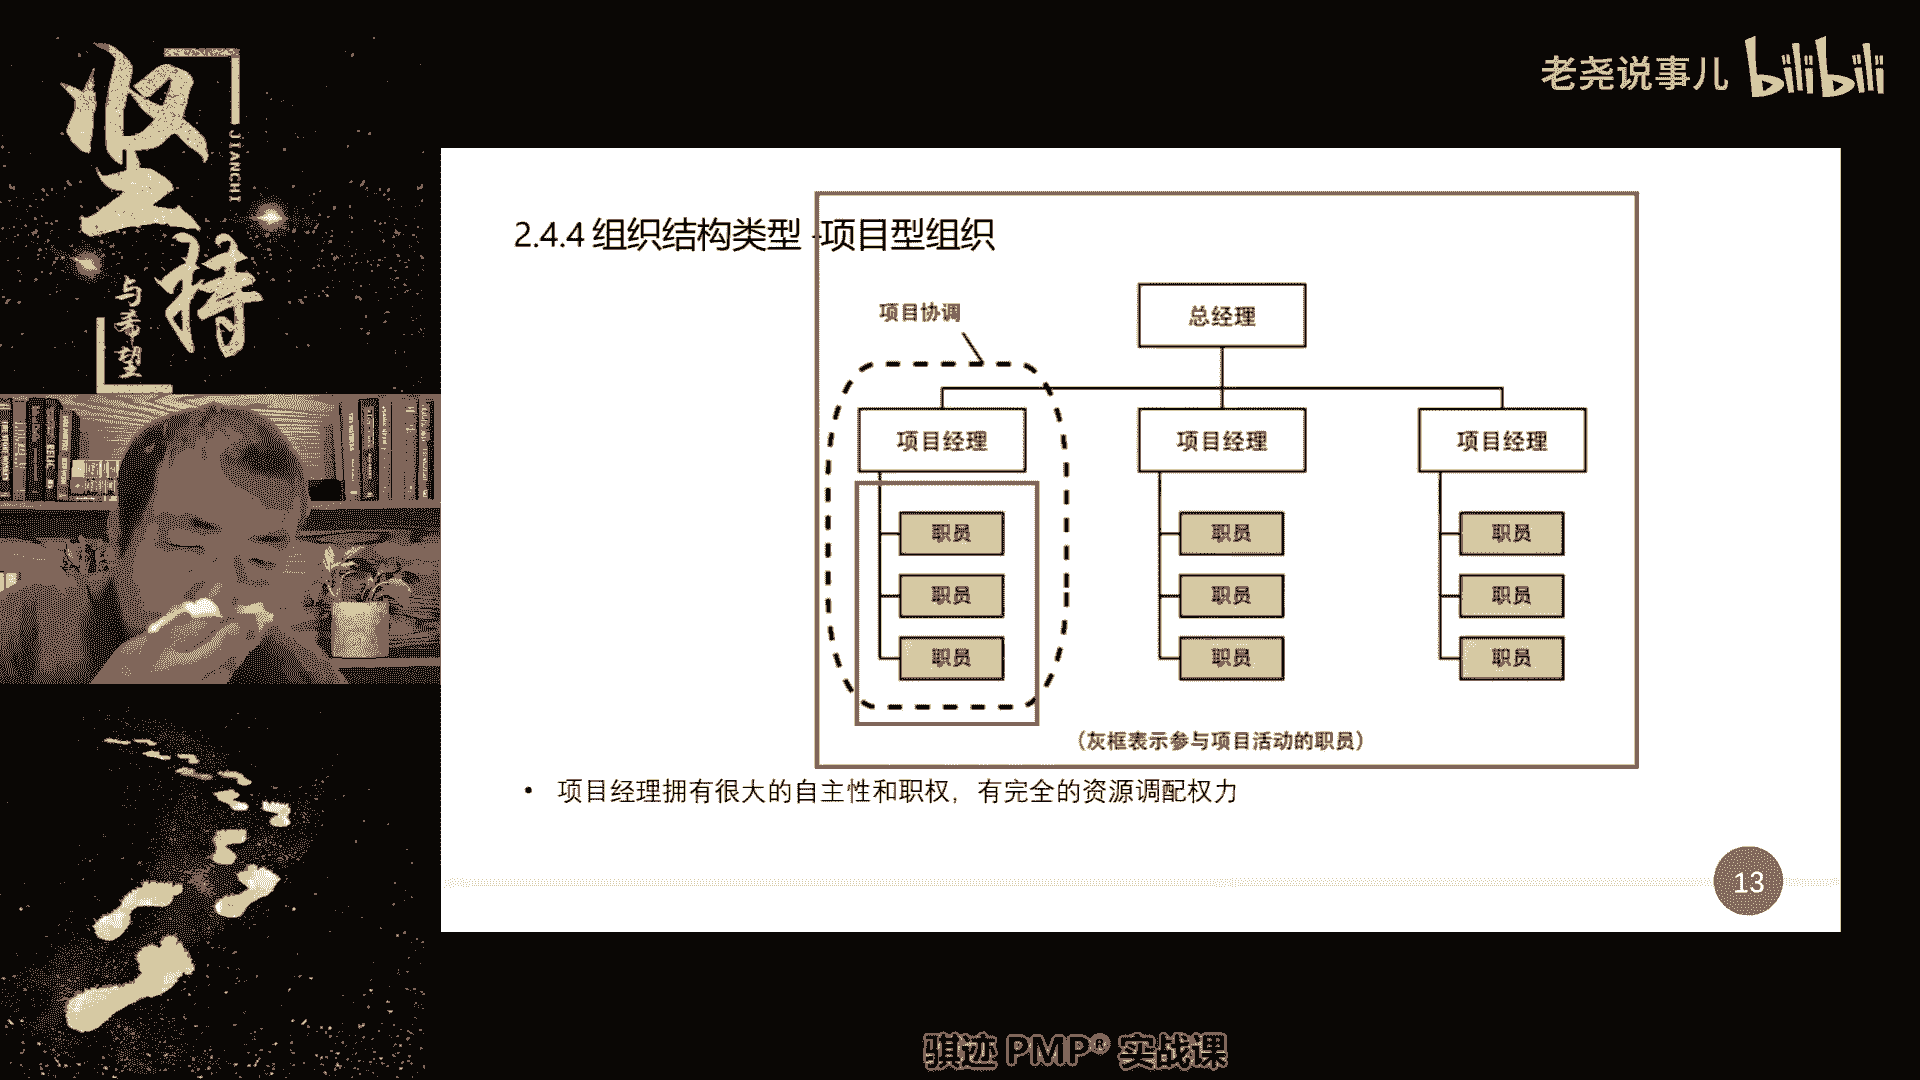 坚持
JIANCHI
与希望
老尧说事儿 bilibili
2.4.4 组织结构类型 -项目型组织
项目协调
总经理
项目经理 项目经理 项目经理
职员 职员 职员
职员 职员 职员
职员 职员 职员
（灰框表示参与项目活动的职员）
• 项目经理拥有很大的自主性和职权，有完全的资源调配权力
13
骐迹 PMP® 实战课